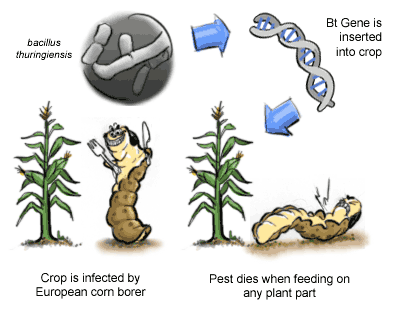 bacillus
thuringiensis
Bt Gene is
inserted
into crop
Crop is infected by
European corn borer
Pest dies when feeding on
any plant part